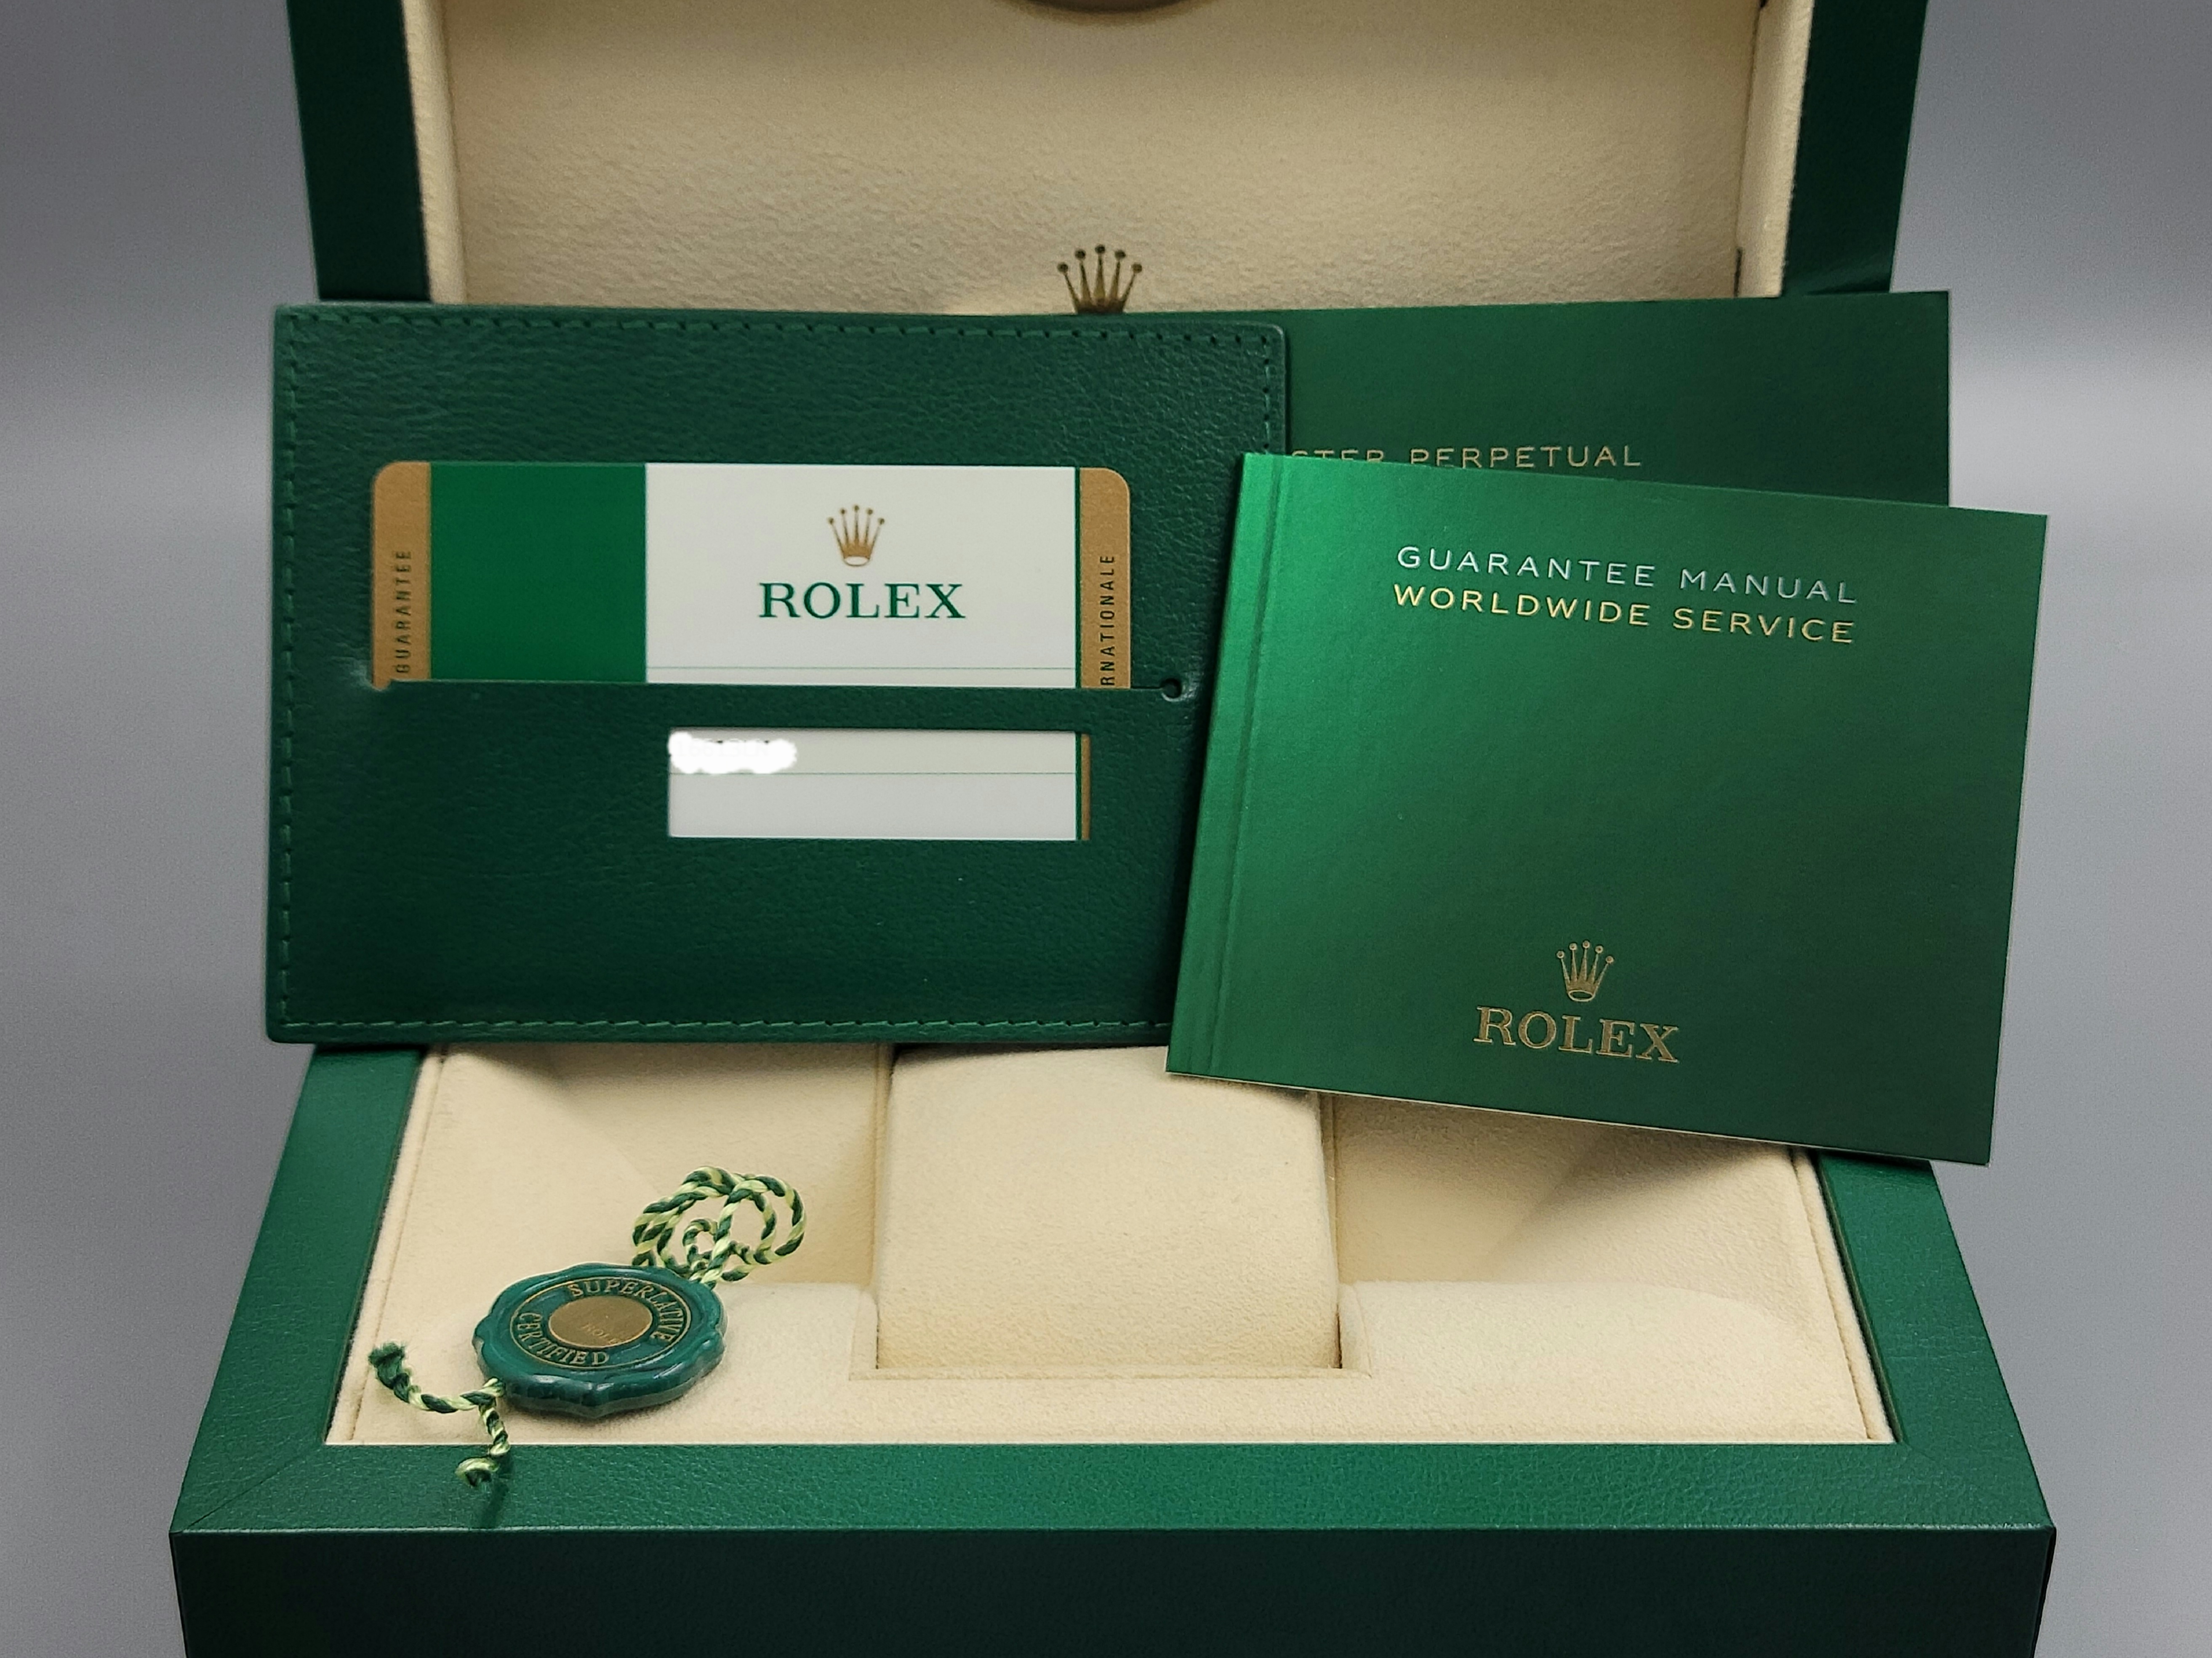 STER PERPETUAL
GUARANTEE
ROLEX
RNATIONALE
GUARANTEE MANUAL
WORLDWIDE SERVICE
ROLEX
SUPERLATIVE
CERTIFIED